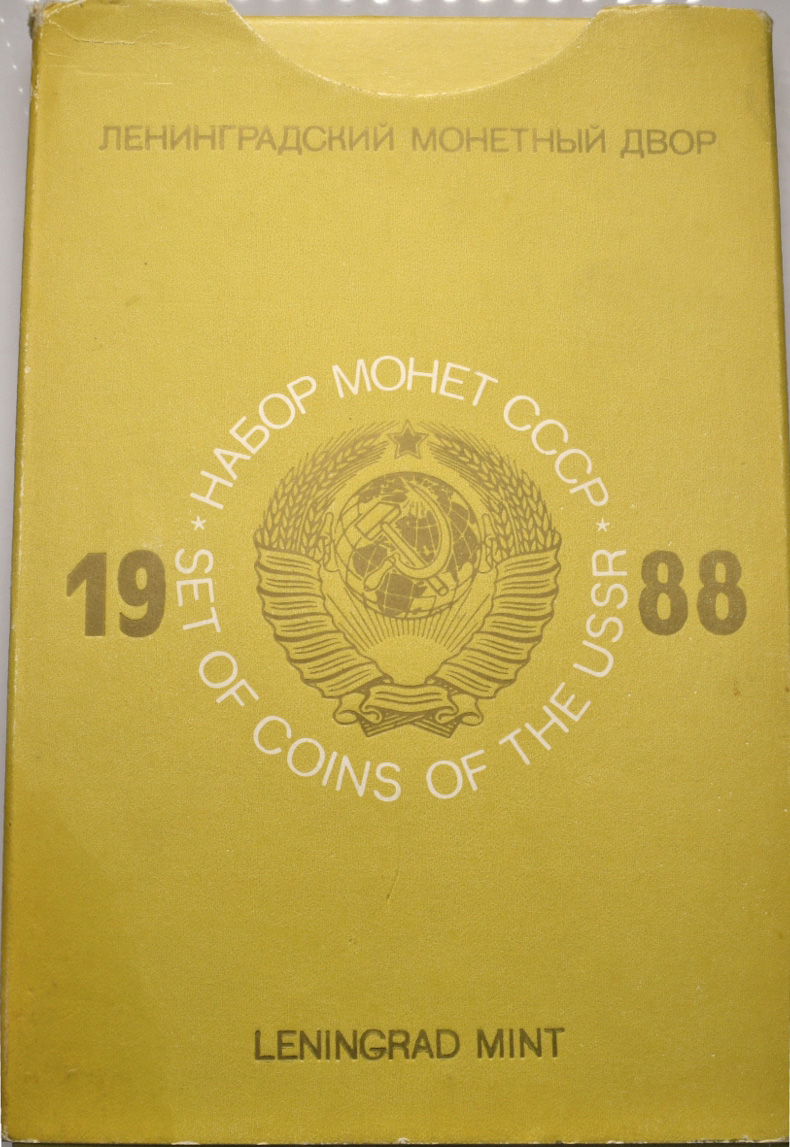 ЛЕНИНГРАДСКИЙ МОНЕТНЫЙ ДВОР
* НАБОР МОНЕТ СССР *
19 88
SET OF COINS OF THE USSR
LENINGRAD MINT